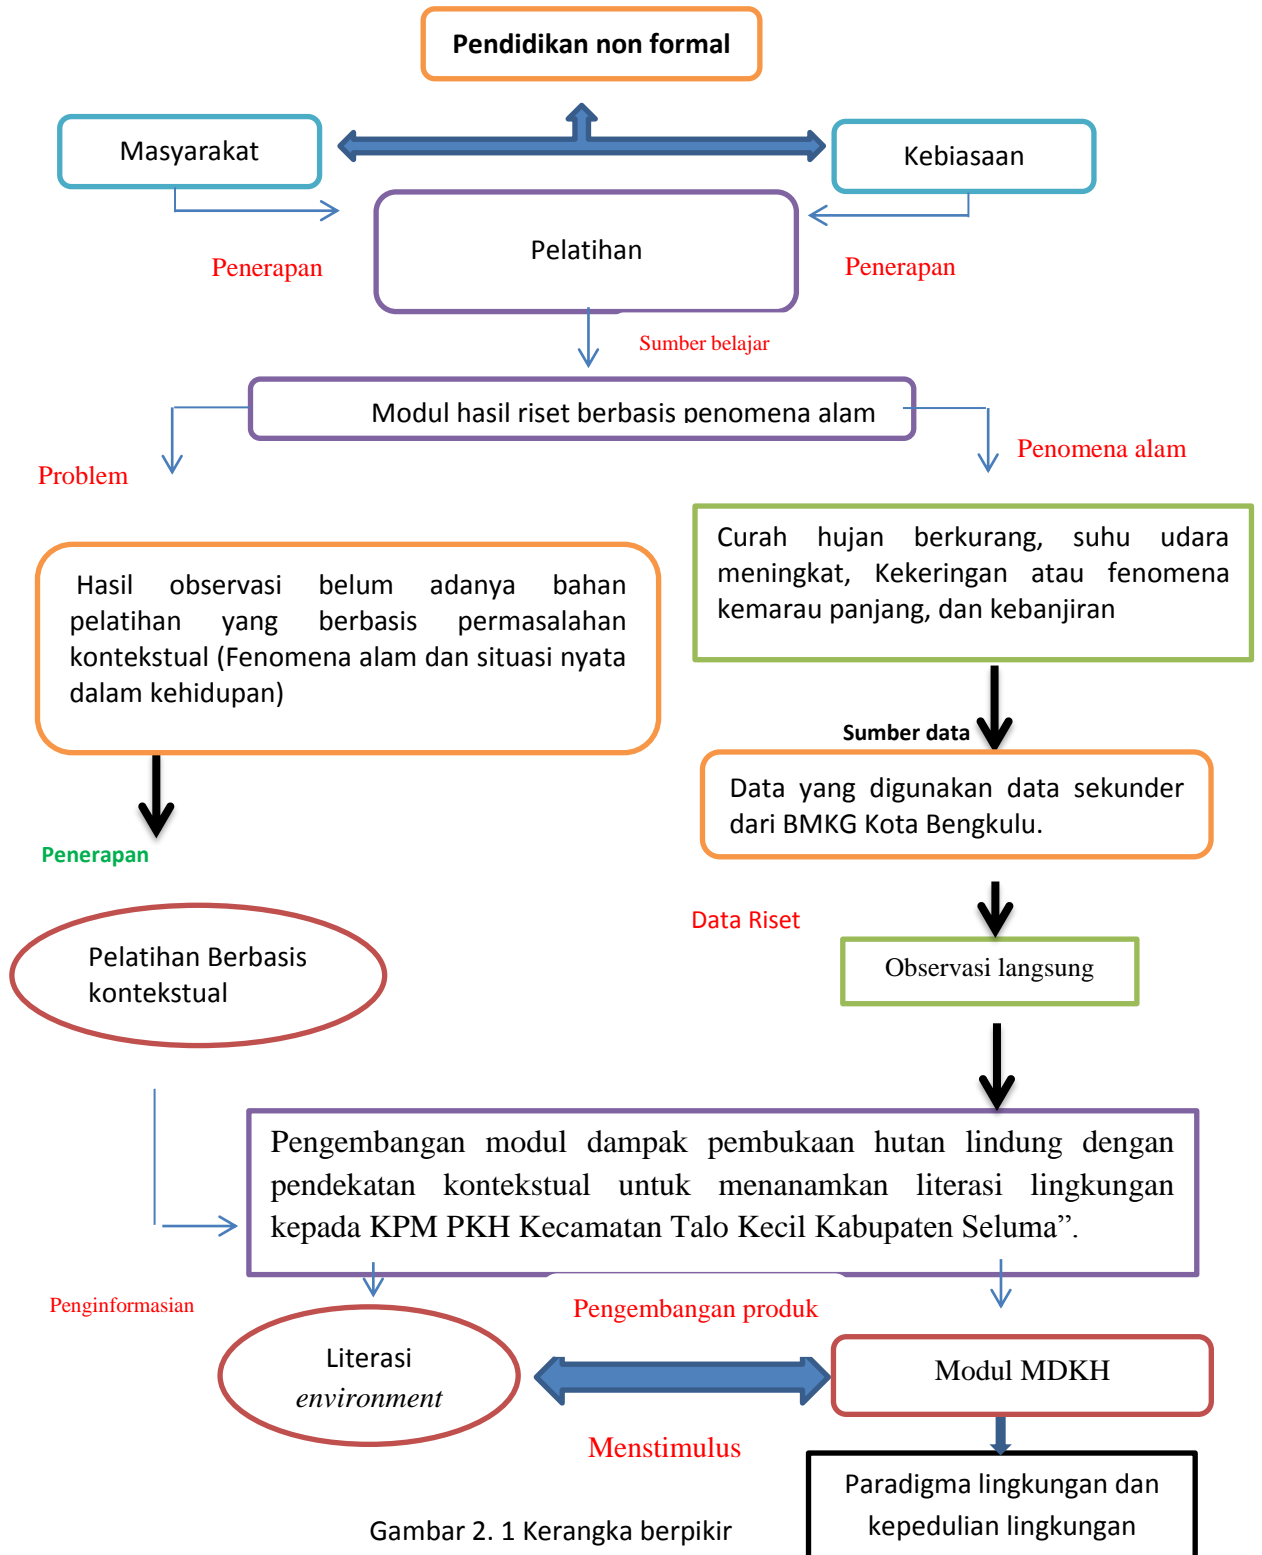 Pendidikan non formal
Masyarakat
Kebiasaan
Pelatihan
Penerapan
Penerapan
Sumber belajar
Modul hasil riset berbasis penomena alam
Problem
Penomena alam
Curah hujan berkurang, suhu udara
meningkat, Kekeringan atau fenomena
kemarau panjang, dan kebanjiran
Hasil observasi belum adanya bahan
pelatihan yang berbasis permasalahan
kontekstual (Fenomena alam dan situasi nyata
dalam kehidupan)
Sumber data
Data yang digunakan data sekunder
dari BMKG Kota Bengkulu.
Penerapan
Data Riset
Pelatihan Berbasis
kontekstual
Observasi langsung
Pengembangan modul dampak pembukaan hutan lindung dengan
pendekatan kontekstual untuk menanamkan literasi lingkungan
kepada KPM PKH Kecamatan Talo Kecil Kabupaten Seluma”.
Penginformasian
Pengembangan produk
Literasi
environment
Modul MDKH
Menstimulus
Paradigma lingkungan dan
kepedulian lingkungan
Gambar 2. 1 Kerangka berpikir